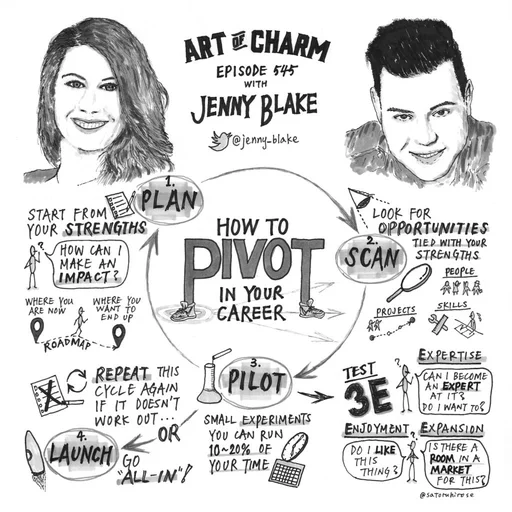 ART OF CHARM
EPISODE 545
WITH
JENNY BLAKE
@jenny_blake
1.
PLAN
START FROM
YOUR STRENGTHS
HOW CAN I
MAKE AN
IMPACT?
WHERE YOU
ARE NOW
WHERE YOU
WANT TO
END UP
ROADMAP
HOW TO
PIVOT
IN YOUR
CAREER
2.
SCAN
LOOK FOR
OPPORTUNITIES
TIED WITH YOUR
STRENGTHS
PEOPLE
PROJECTS
SKILLS
3.
PILOT
SMALL EXPERIMENTS
YOU CAN RUN
10~20% OF
YOUR TIME
TEST
3E
EXPERTISE
CAN I BECOME
AN EXPERT
AT IT?
DO I WANT TO?
ENJOYMENT
DO I LIKE
THIS
THING?
EXPANSION
IS THERE A
ROOM IN A
MARKET
FOR THIS?
REPEAT THIS
CYCLE AGAIN
IF IT DOESN'T
WORK OUT...
OR
4.
LAUNCH
GO
"ALL-IN"!
@satoruhirose